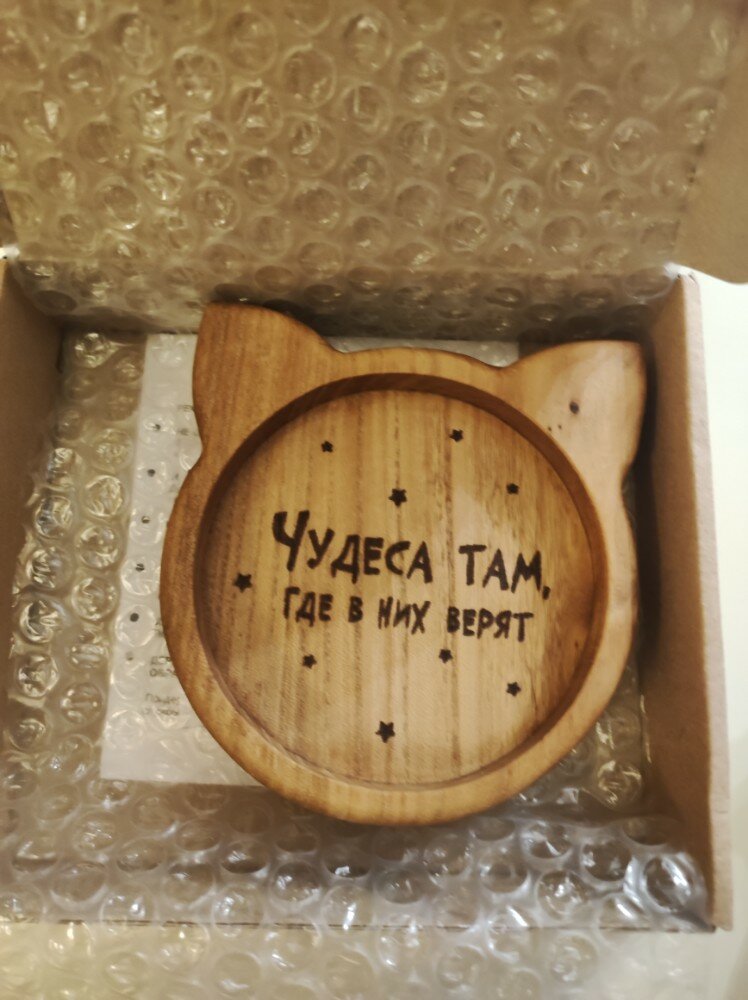 Чудеса там,
где в них верят